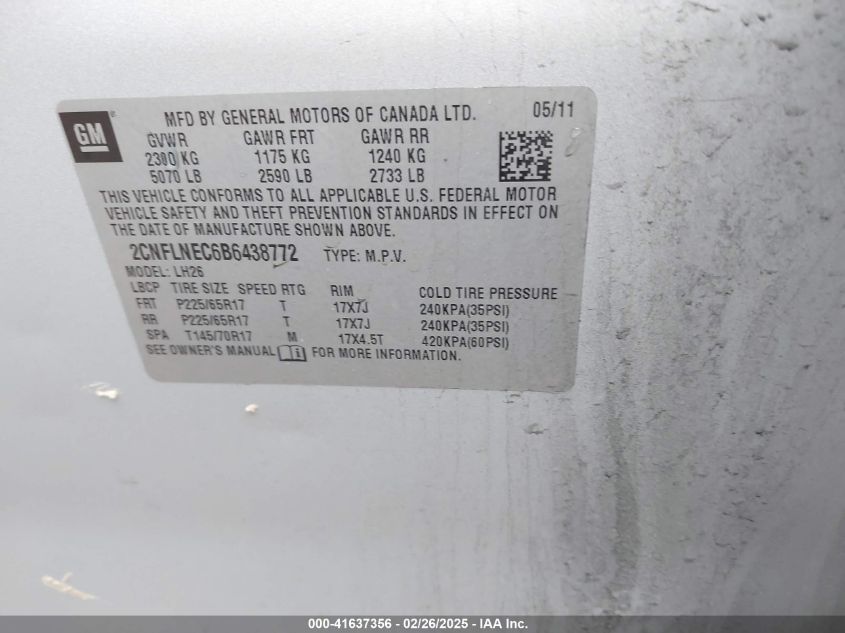 MFD BY GENERAL MOTORS OF CANADA LTD. 05/11
GM
GVWR GAWR FRT GAWR RR
2300 KG 1175 KG 1240 KG
5070 LB 2590 LB 2733 LB
THIS VEHICLE CONFORMS TO ALL APPLICABLE U.S. FEDERAL MOTOR
VEHICLE SAFETY AND THEFT PREVENTION STANDARDS IN EFFECT ON
THE DATE OF MANUFACTURE SHOWN ABOVE.
2CNFLNEC6B6438772 TYPE: M.P.V.
MODEL: LH26
LBCP TIRE SIZE SPEED RTG RIM COLD TIRE PRESSURE
FRT P225/65R17 T 17X7J 240KPA(35PSI)
RR P225/65R17 T 17X7J 240KPA(35PSI)
SPA T145/70R17 M 17X4.5T 420KPA(60PSI)
SEE OWNER'S MANUAL i FOR MORE INFORMATION.
000-41637356 - 02/26/2025 - IAA Inc.